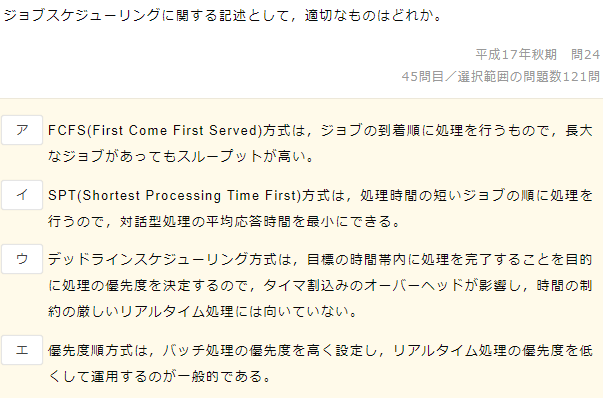 ジョブスケジューリングに関する記述として，適切なものはどれか。
平成17年秋期　問24
45問目／選択範囲の問題数121問
ア　FCFS(First Come First Served)方式は，ジョブの到着順に処理を行うもので，長大
なジョブがあってもスループットが高い。
イ　SPT(Shortest Processing Time First)方式は，処理時間の短いジョブの順に処理を
行うので，対話型処理の平均応答時間を最小にできる。
ウ　デッドラインスケジューリング方式は，目標の時間帯内に処理を完了することを目的
に処理の優先度を決定するので，タイマ割込みのオーバーヘッドが影響し，時間の制
約の厳しいリアルタイム処理には向いていない。
エ　優先度順方式は，バッチ処理の優先度を高く設定し，リアルタイム処理の優先度を低
くして運用するのが一般的である。